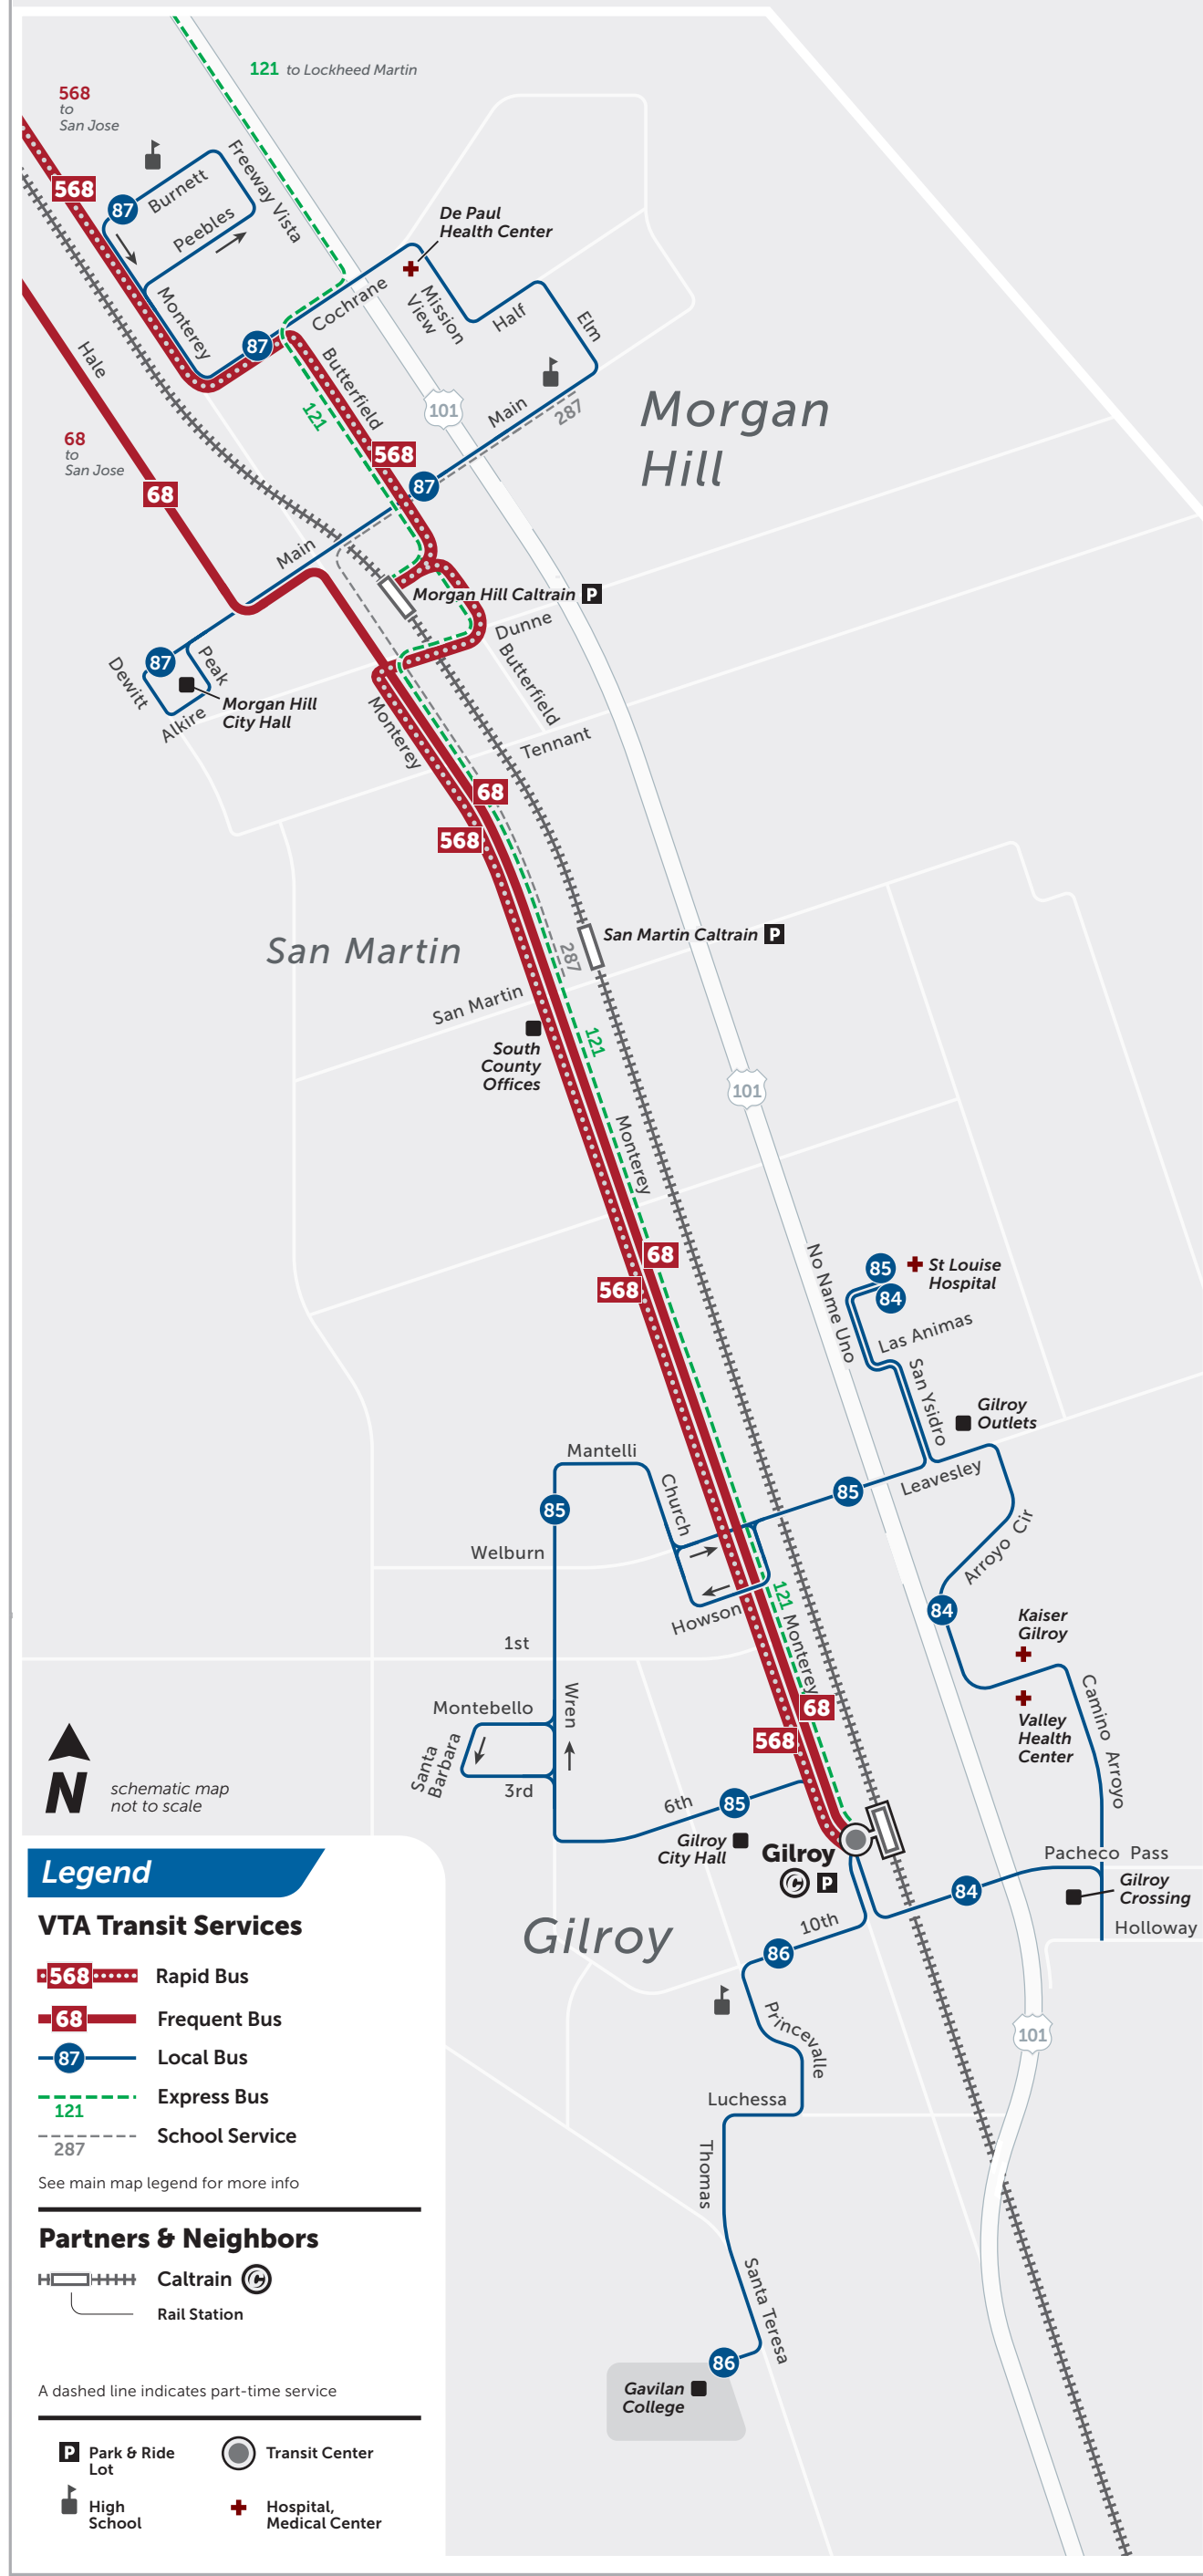 121 to Lockheed Martin
568
to
San Jose
568
87
Burnett
Peebles
Freeway Vista
De Paul
Health Center
Monterey
87
Cochrane
Mission
View
Half
Elm
Hale
Butterfield
121
101
Main
287
Morgan
Hill
68
to
San Jose
568
68
87
Main
Morgan Hill Caltrain P
Dunne
87
Peak
Dewitt
Butterfield
Morgan Hill
City Hall
Alkire
Monterey
Tennant
68
568
San Martin
San Martin Caltrain P
287
San Martin
121
South
County
Offices
101
Monterey
68
568
No Name Uno
85
St Louise
Hospital
84
Las Animas
San Ysidro
Gilroy
Outlets
Mantelli
Church
85
85
Leavesley
Welburn
Arroyo Cir
Howson
121
84
Monterey
Kaiser
Gilroy
1st
Wren
68
568
Montebello
Santa
Barbara
3rd
Valley
Health
Center
Camino Arroyo
N
schematic map
not to scale
6th
85
Gilroy
City Hall
Gilroy
C P
Pacheco Pass
84
Gilroy
Crossing
Holloway
Gilroy
10th
86
Princevalle
101
Luchessa
Thomas
Santa Teresa
86
Gavilan
College
Legend
VTA Transit Services
568 Rapid Bus
68 Frequent Bus
87 Local Bus
121 Express Bus
287 School Service
See main map legend for more info
Partners & Neighbors
Caltrain C
Rail Station
A dashed line indicates part-time service
P Park & Ride
Lot
Transit Center
High
School
Hospital,
Medical Center